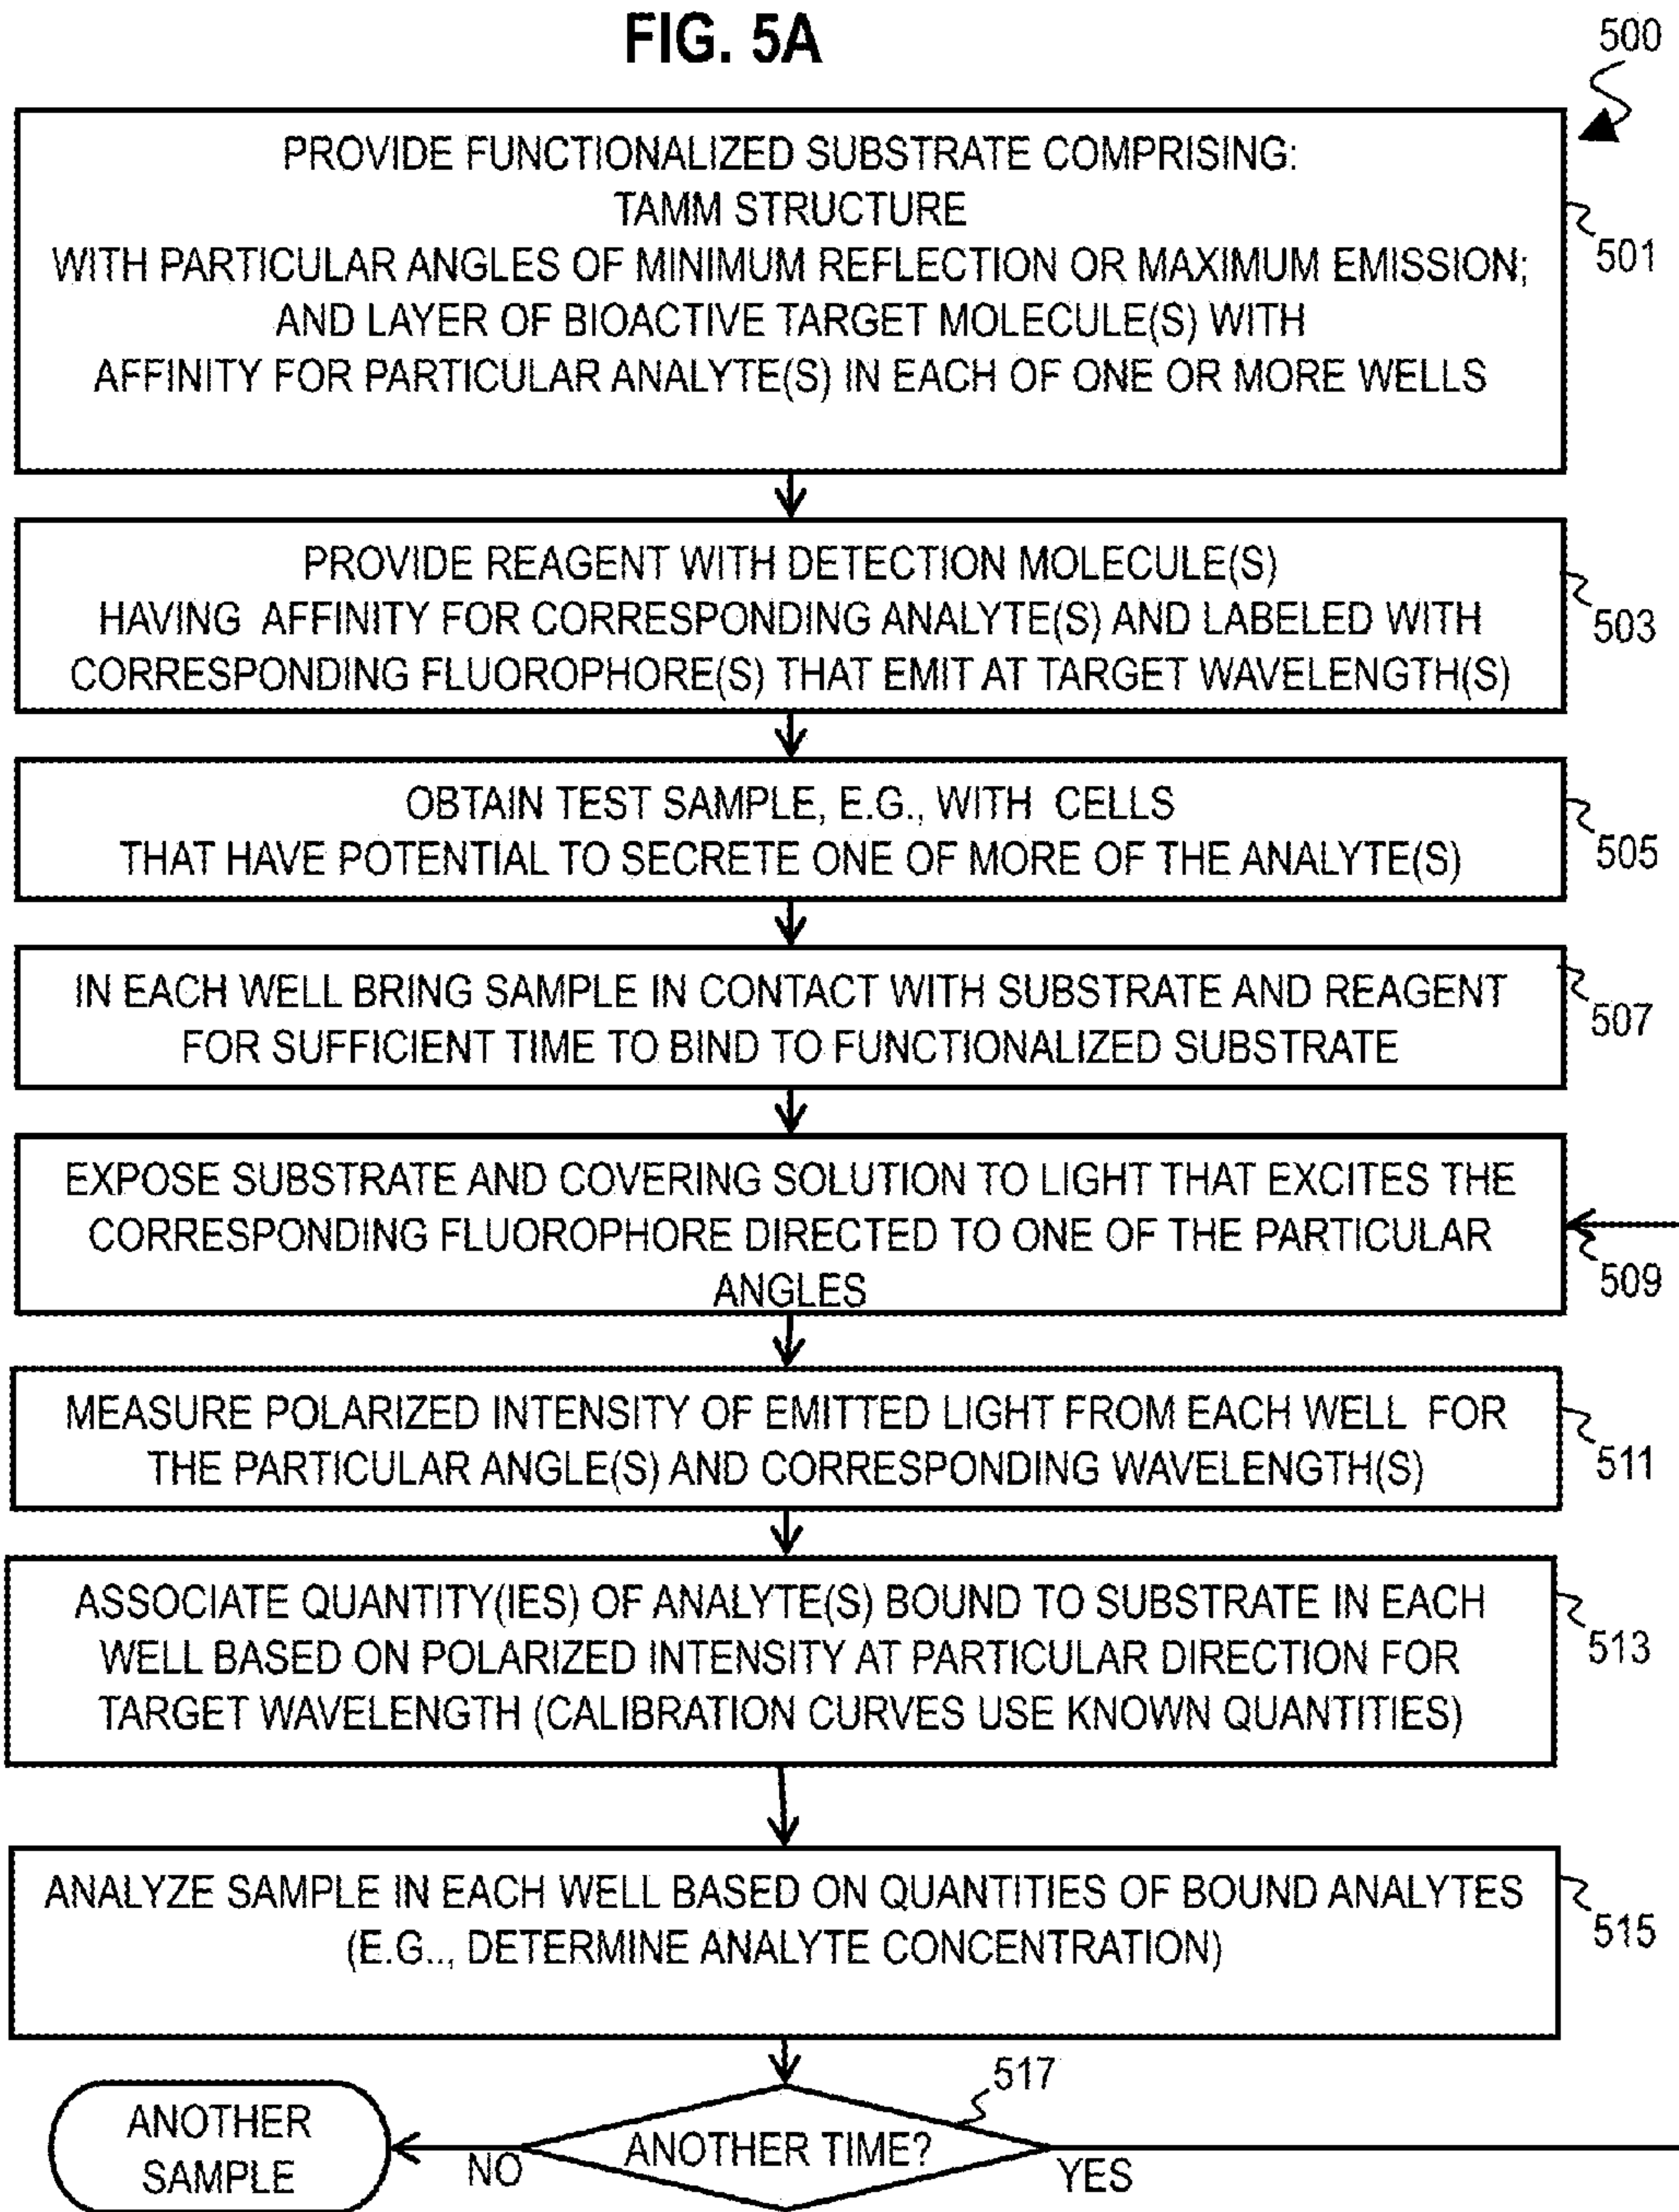 FIG. 5A
500
PROVIDE FUNCTIONALIZED SUBSTRATE COMPRISING:
TAMM STRUCTURE
WITH PARTICULAR ANGLES OF MINIMUM REFLECTION OR MAXIMUM EMISSION;
AND LAYER OF BIOACTIVE TARGET MOLECULE(S) WITH
AFFINITY FOR PARTICULAR ANALYTE(S) IN EACH OF ONE OR MORE WELLS
501
PROVIDE REAGENT WITH DETECTION MOLECULE(S)
HAVING AFFINITY FOR CORRESPONDING ANALYTE(S) AND LABELED WITH
CORRESPONDING FLUOROPHORE(S) THAT EMIT AT TARGET WAVELENGTH(S)
503
OBTAIN TEST SAMPLE, E.G., WITH CELLS
THAT HAVE POTENTIAL TO SECRETE ONE OF MORE OF THE ANALYTE(S)
505
IN EACH WELL BRING SAMPLE IN CONTACT WITH SUBSTRATE AND REAGENT
FOR SUFFICIENT TIME TO BIND TO FUNCTIONALIZED SUBSTRATE
507
EXPOSE SUBSTRATE AND COVERING SOLUTION TO LIGHT THAT EXCITES THE
CORRESPONDING FLUOROPHORE DIRECTED TO ONE OF THE PARTICULAR
ANGLES
509
MEASURE POLARIZED INTENSITY OF EMITTED LIGHT FROM EACH WELL FOR
THE PARTICULAR ANGLE(S) AND CORRESPONDING WAVELENGTH(S)
511
ASSOCIATE QUANTITY(IES) OF ANALYTE(S) BOUND TO SUBSTRATE IN EACH
WELL BASED ON POLARIZED INTENSITY AT PARTICULAR DIRECTION FOR
TARGET WAVELENGTH (CALIBRATION CURVES USE KNOWN QUANTITIES)
513
ANALYZE SAMPLE IN EACH WELL BASED ON QUANTITIES OF BOUND ANALYTES
(E.G.., DETERMINE ANALYTE CONCENTRATION)
515
517
ANOTHER TIME?
NO
YES
ANOTHER
SAMPLE